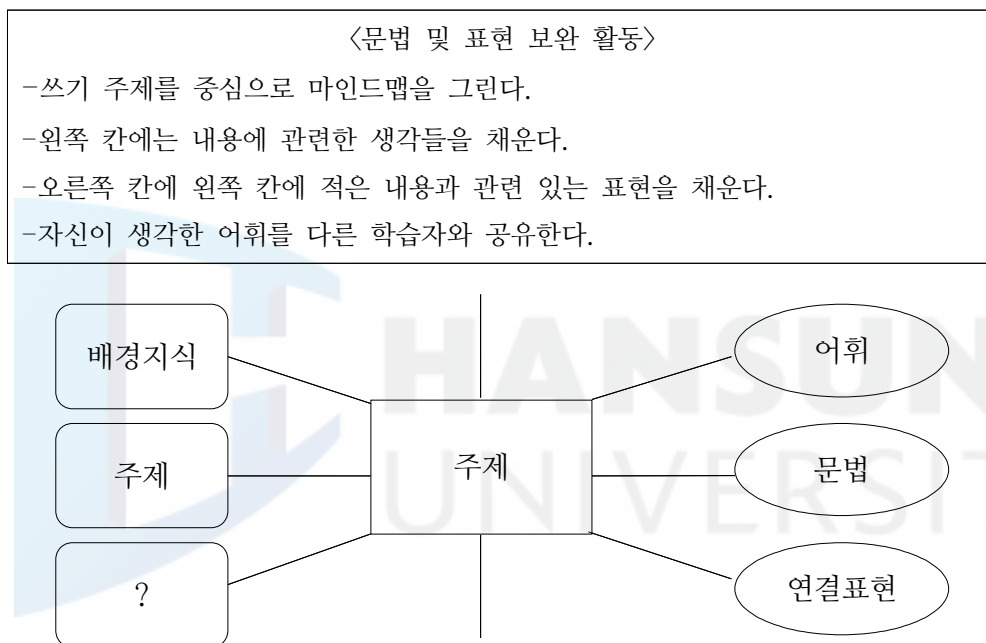 <문법 및 표현 보완 활동>
-쓰기 주제를 중심으로 마인드맵을 그린다.
-왼쪽 칸에는 내용에 관련한 생각들을 채운다.
-오른쪽 칸에 왼쪽 칸에 적은 내용과 관련 있는 표현을 채운다.
-자신이 생각한 어휘를 다른 학습자와 공유한다.
배경지식
어휘
주제
주제
문법
?
연결표현
HANSUN
UNIVERSIT